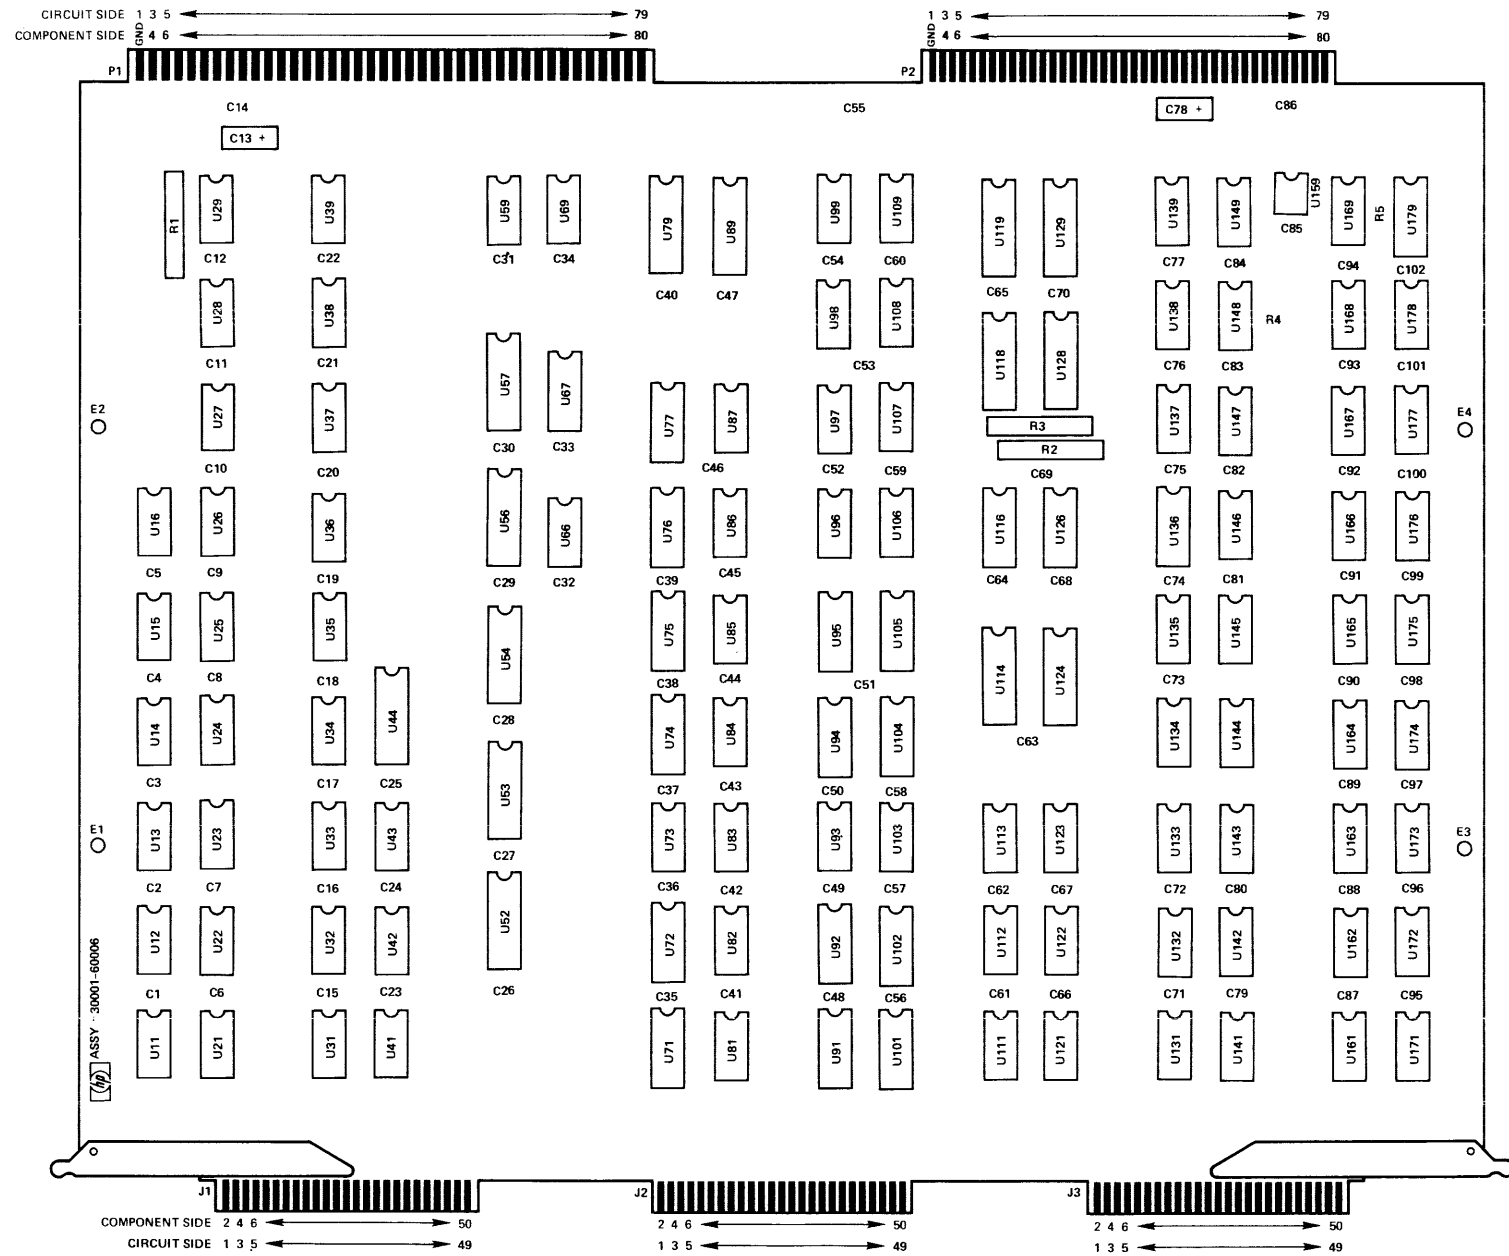 CIRCUIT SIDE 1 3 5 79 1 3 5 79
COMPONENT SIDE GND 4 6 80 GND 4 6 80
P1 P2
C14 C55 C78 + C86
C13 +
R1 U29 U39 U59 U69 U79 U89 U99 U109 U119 U129 U139 U149 U159 U169 R5 U179
C85
C12 C22 C31 C34 C54 C60 C77 C84 C94 C102
C40 C47 C65 C70
U28 U38 U98 U108 U138 U148 R4 U168 U178
U57 U67 U118 U128
C11 C21 C53 C76 C83 C93 C101
E2 U27 U37 U77 U87 U97 U107 R3 U137 U147 U167 U177 E4
C30 C33 R2
C10 C20 C46 C52 C59 C69 C75 C82 C92 C100
U16 U26 U36 U56 U66 U76 U86 U96 U106 U116 U126 U136 U146 U166 U176
C5 C9 C19 C29 C32 C39 C45 C64 C68 C74 C81 C91 C99
U15 U25 U35 U54 U75 U85 U95 U105 U135 U145 U165 U175
U114 U124
C4 C8 C18 C38 C44 C51 C73 C90 C98
U14 U24 U34 U44 C28 U74 U84 U94 U104 C63 U134 U144 U164 U174
C3 C17 C25 U53 C37 C43 C50 C58 C89 C97
E1 U13 U23 U33 U43 U73 U83 U93 U103 U113 U123 U133 U143 U163 U173 E3
C27
C2 C7 C16 C24 C36 C42 C49 C57 C62 C67 C72 C80 C88 C96
U12 U22 U32 U42 U52 U72 U82 U92 U102 U112 U122 U132 U142 U162 U172
C1 C6 C15 C23 C26 C35 C41 C48 C56 C61 C66 C71 C79 C87 C95
U11 U21 U31 U41 U71 U81 U91 U101 U111 U121 U131 U141 U161 U171
hp ASSY - 30001-60006
J1 J2 J3
COMPONENT SIDE 2 4 6 50 2 4 6 50 2 4 6 50
CIRCUIT SIDE 1 3 5 49 1 3 5 49 1 3 5 49